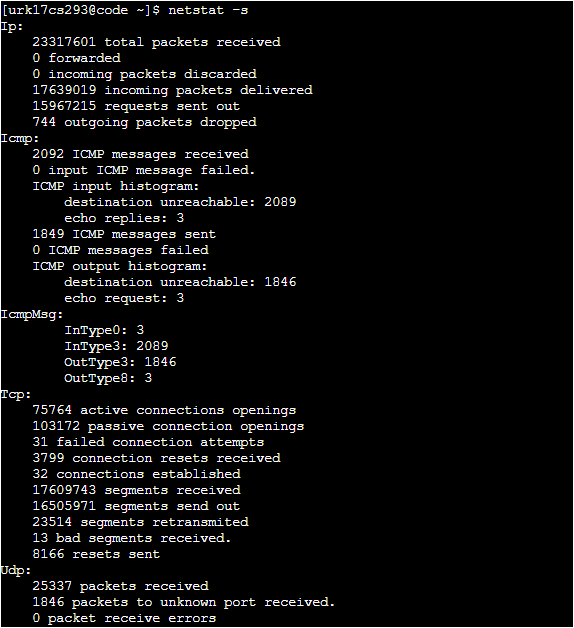 [urk17cs293@code ~]$ netstat -s
Ip:
    23317601 total packets received
    0 forwarded
    0 incoming packets discarded
    17639019 incoming packets delivered
    15967215 requests sent out
    744 outgoing packets dropped
Icmp:
    2092 ICMP messages received
    0 input ICMP message failed.
    ICMP input histogram:
        destination unreachable: 2089
        echo replies: 3
    1849 ICMP messages sent
    0 ICMP messages failed
    ICMP output histogram:
        destination unreachable: 1846
        echo request: 3
IcmpMsg:
        InType0: 3
        InType3: 2089
        OutType3: 1846
        OutType8: 3
Tcp:
    75764 active connections openings
    103172 passive connection openings
    31 failed connection attempts
    3799 connection resets received
    32 connections established
    17609743 segments received
    16505971 segments send out
    23514 segments retransmited
    13 bad segments received.
    8166 resets sent
Udp:
    25337 packets received
    1846 packets to unknown port received.
    0 packet receive errors